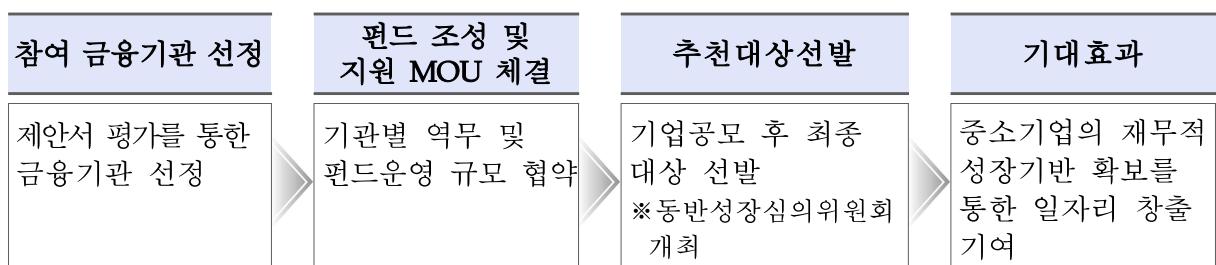 참여 금융기관 선정
제안서 평가를 통한
금융기관 선정
펀드 조성 및
지원 MOU 체결
기관별 역무 및
펀드운영 규모 협약
추천대상선발
기업공모 후 최종
대상 선발
※동반성장심의위원회
개최
기대효과
중소기업의 재무적
성장기반 확보를
통한 일자리 창출
기여